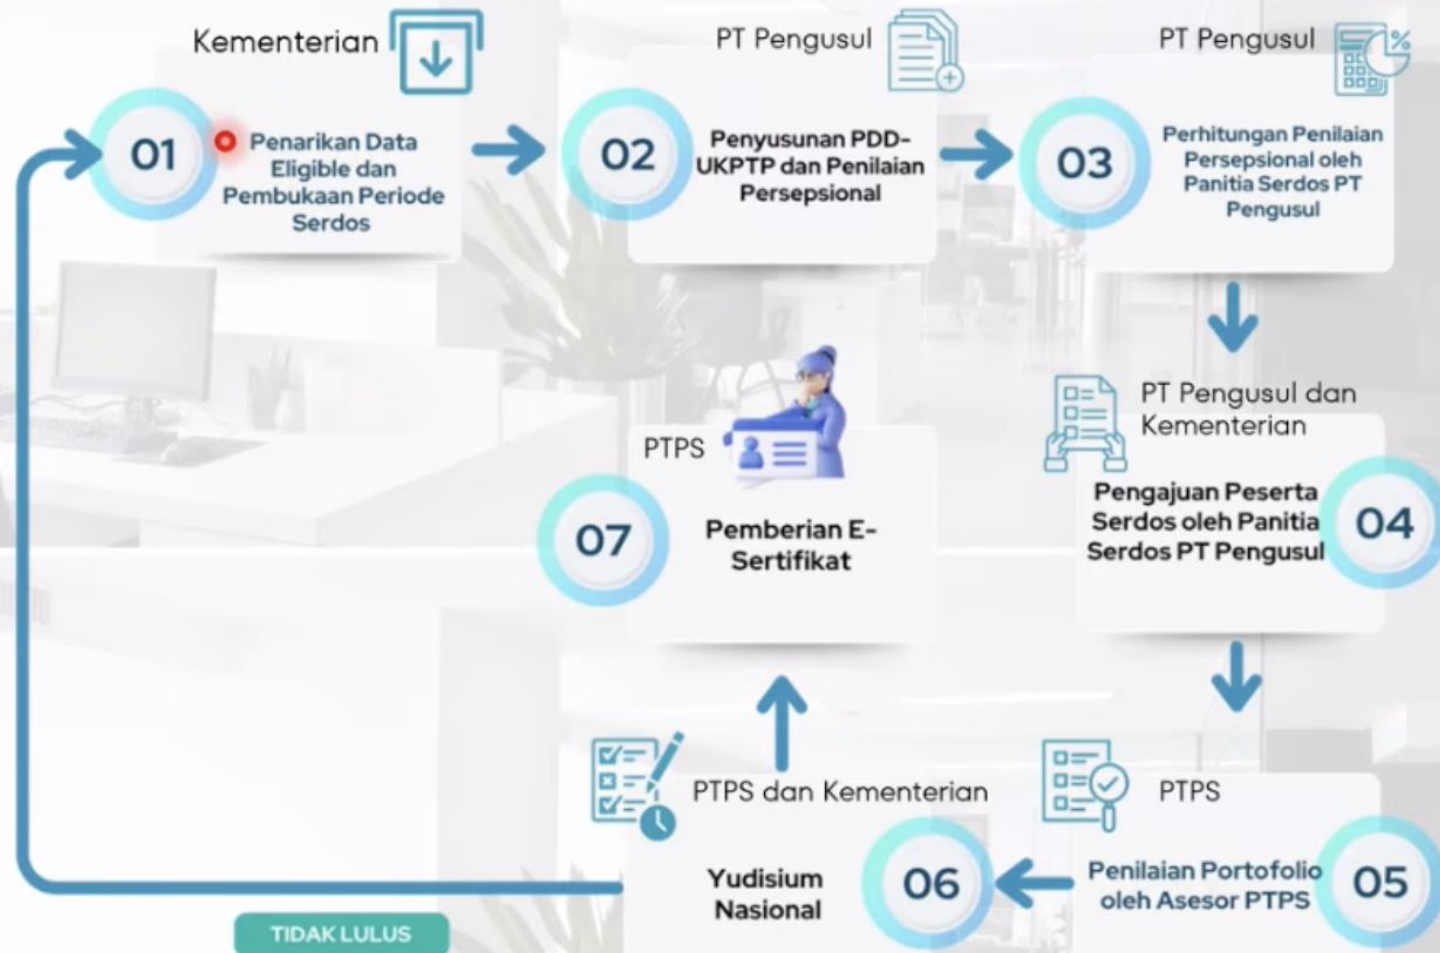 Kementerian
01
Penarikan Data
Eligible dan
Pembukaan Periode
Serdos
PT Pengusul
02
Penyusunan PDD-
UKPTP dan Penilaian
Persepsional
PT Pengusul
%
03
Perhitungan Penilaian
Persepsional oleh
Panitia Serdos PT
Pengusul
PT Pengusul dan
Kementerian
Pengajuan Peserta
Serdos oleh Panitia
Serdos PT Pengusul
04
PTPS
Penilaian Portofolio
oleh Asesor PTPS
05
PTPS dan Kementerian
Yudisium
Nasional
06
PTPS
07
Pemberian E-
Sertifikat
TIDAK LULUS